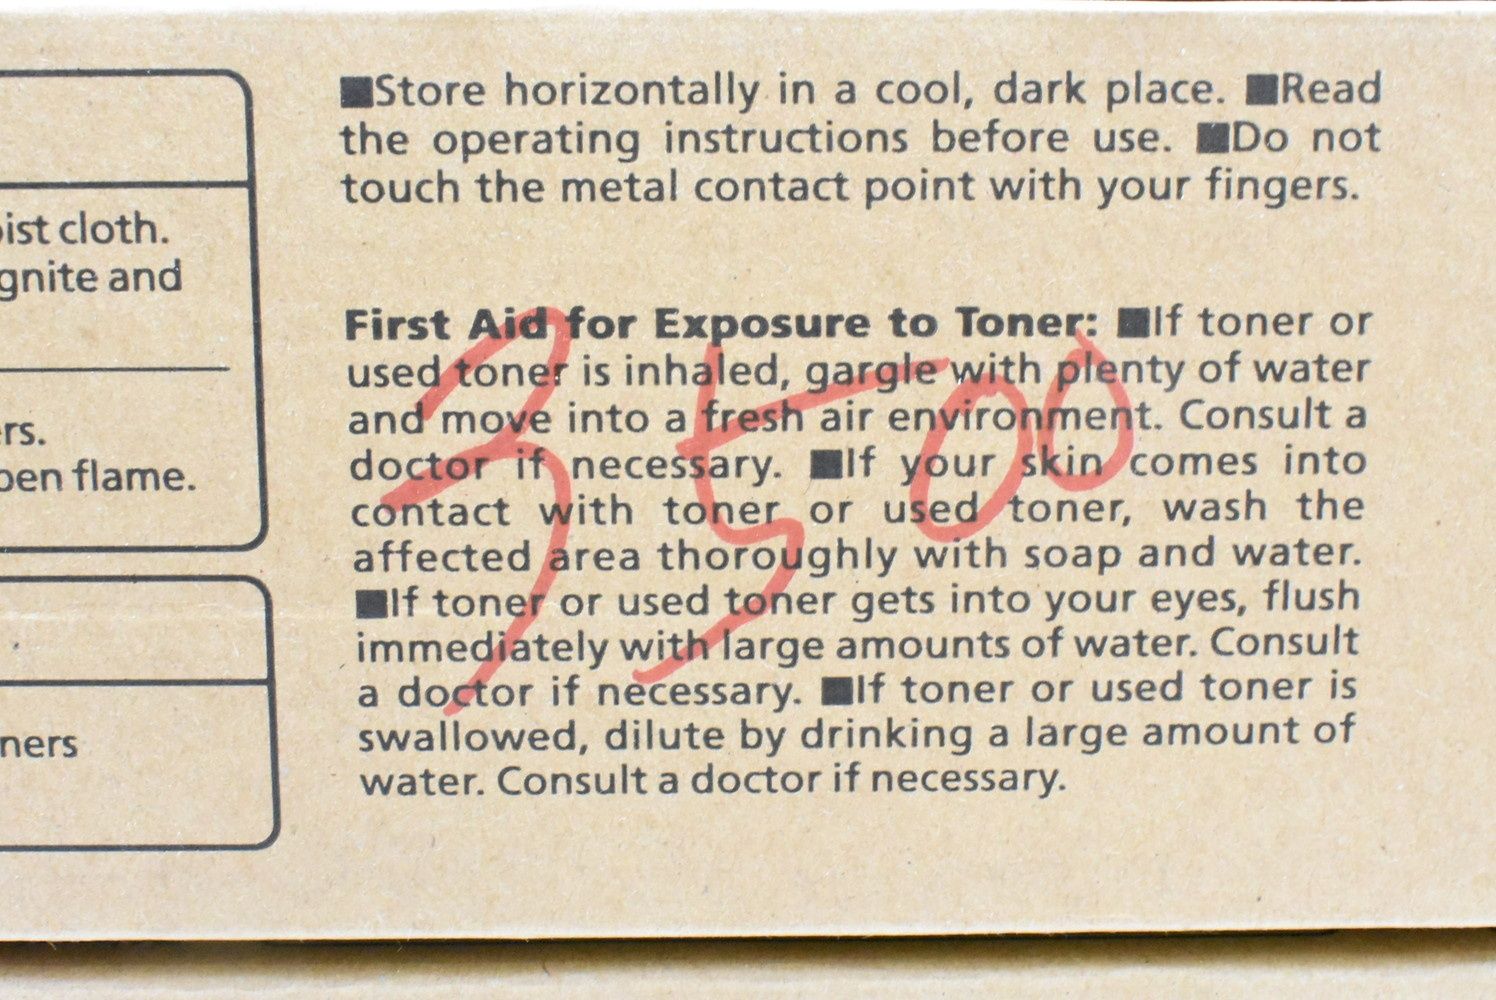 cloth.
and
flame.
■Store horizontally in a cool, dark place. ■Read
the operating instructions before use. ■Do not
touch the metal contact point with your fingers.
First Aid for Exposure to Toner: ■If toner or
used toner is inhaled, gargle with plenty of water
and move into a fresh air environment. Consult a
doctor if necessary. ■If your skin comes into
contact with toner or used toner, wash the
affected area thoroughly with soap and water.
■If toner or used toner gets into your eyes, flush
immediately with large amounts of water. Consult
a doctor if necessary. ■If toner or used toner is
swallowed, dilute by drinking a large amount of
water. Consult a doctor if necessary.
3500